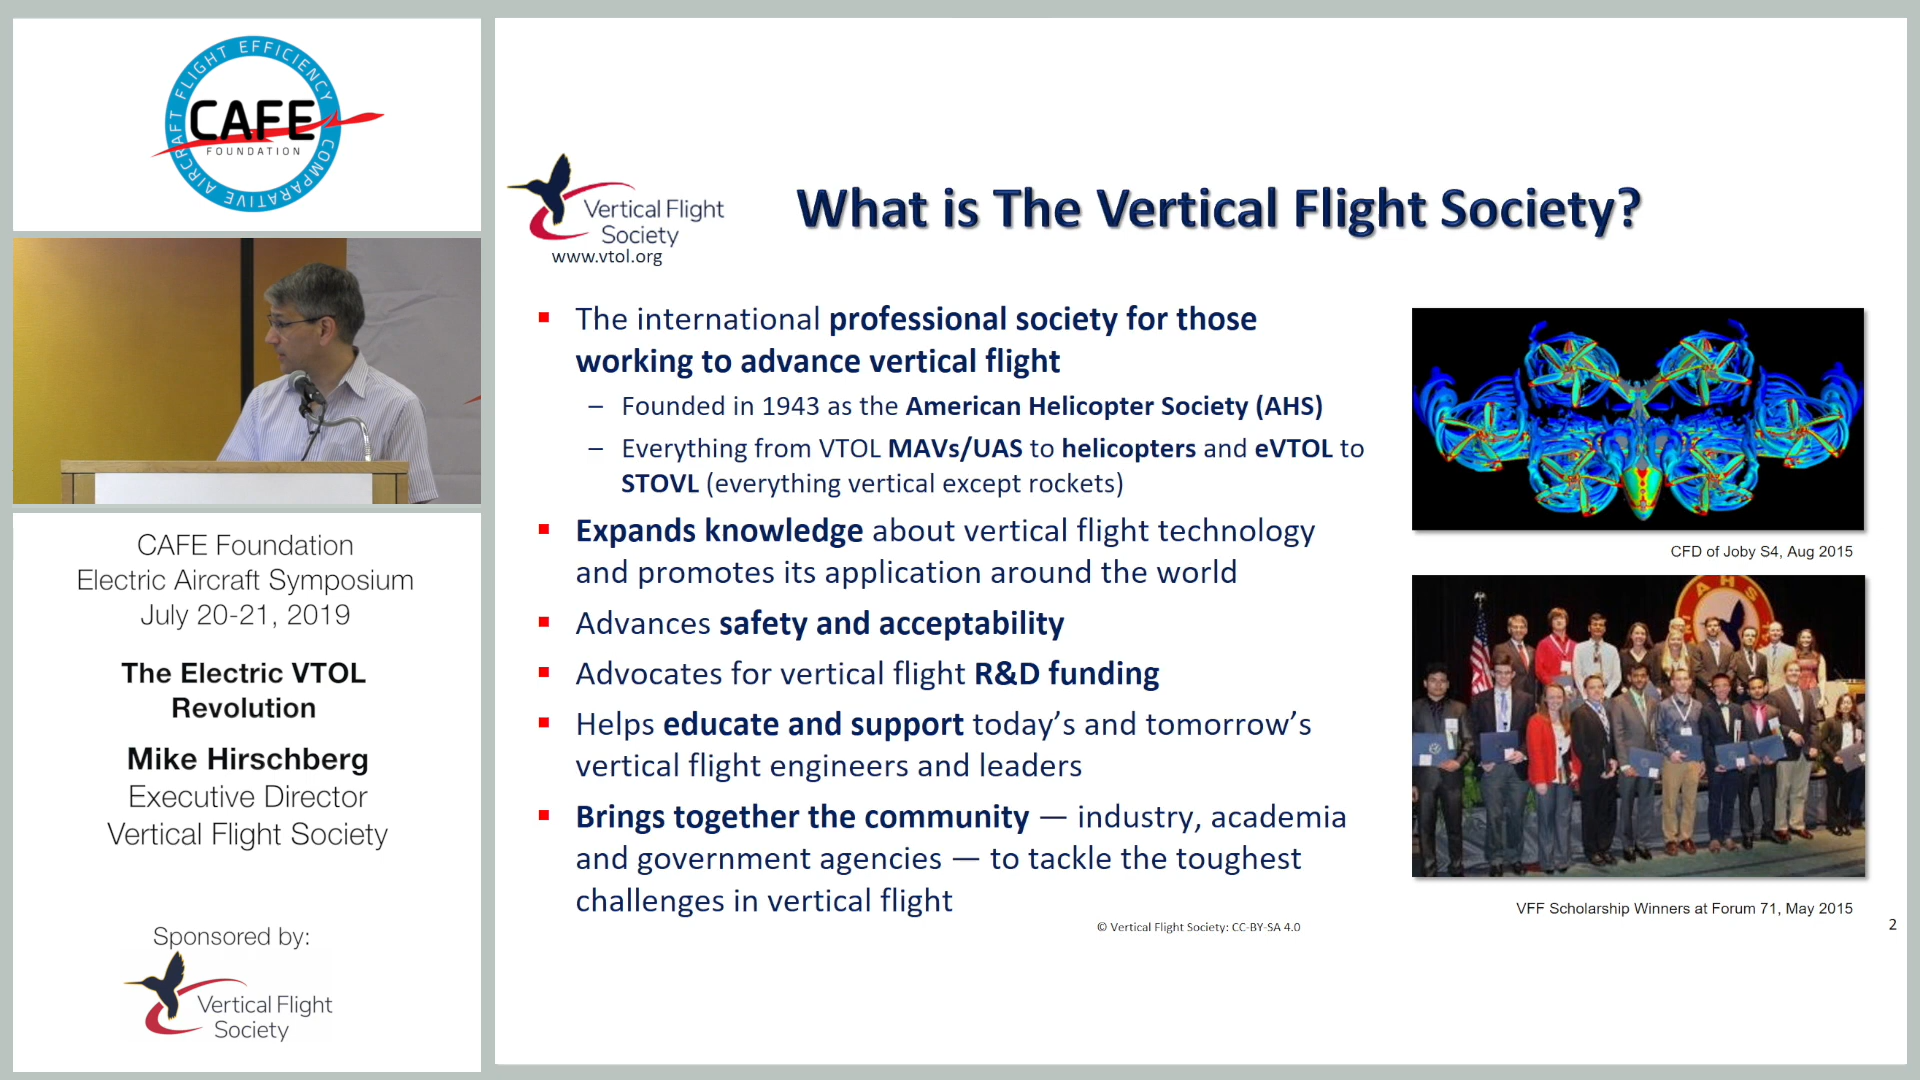 COMPARATIVE AIRCRAFT FLIGHT EFFICIENCY
CAFE
FOUNDATION
CAFE Foundation
Electric Aircraft Symposium
July 20-21, 2019
The Electric VTOL
Revolution
Mike Hirschberg
Executive Director
Vertical Flight Society
Sponsored by:
Vertical Flight
Society
Vertical Flight
Society
www.vtol.org
What is The Vertical Flight Society?
▪ The international professional society for those
working to advance vertical flight
– Founded in 1943 as the American Helicopter Society (AHS)
– Everything from VTOL MAVs/UAS to helicopters and eVTOL to
STOVL (everything vertical except rockets)
▪ Expands knowledge about vertical flight technology
and promotes its application around the world
▪ Advances safety and acceptability
▪ Advocates for vertical flight R&D funding
▪ Helps educate and support today’s and tomorrow’s
vertical flight engineers and leaders
▪ Brings together the community — industry, academia
and government agencies — to tackle the toughest
challenges in vertical flight
CFD of Joby S4, Aug 2015
AHS
VFF Scholarship Winners at Forum 71, May 2015
© Vertical Flight Society: CC-BY-SA 4.0
2